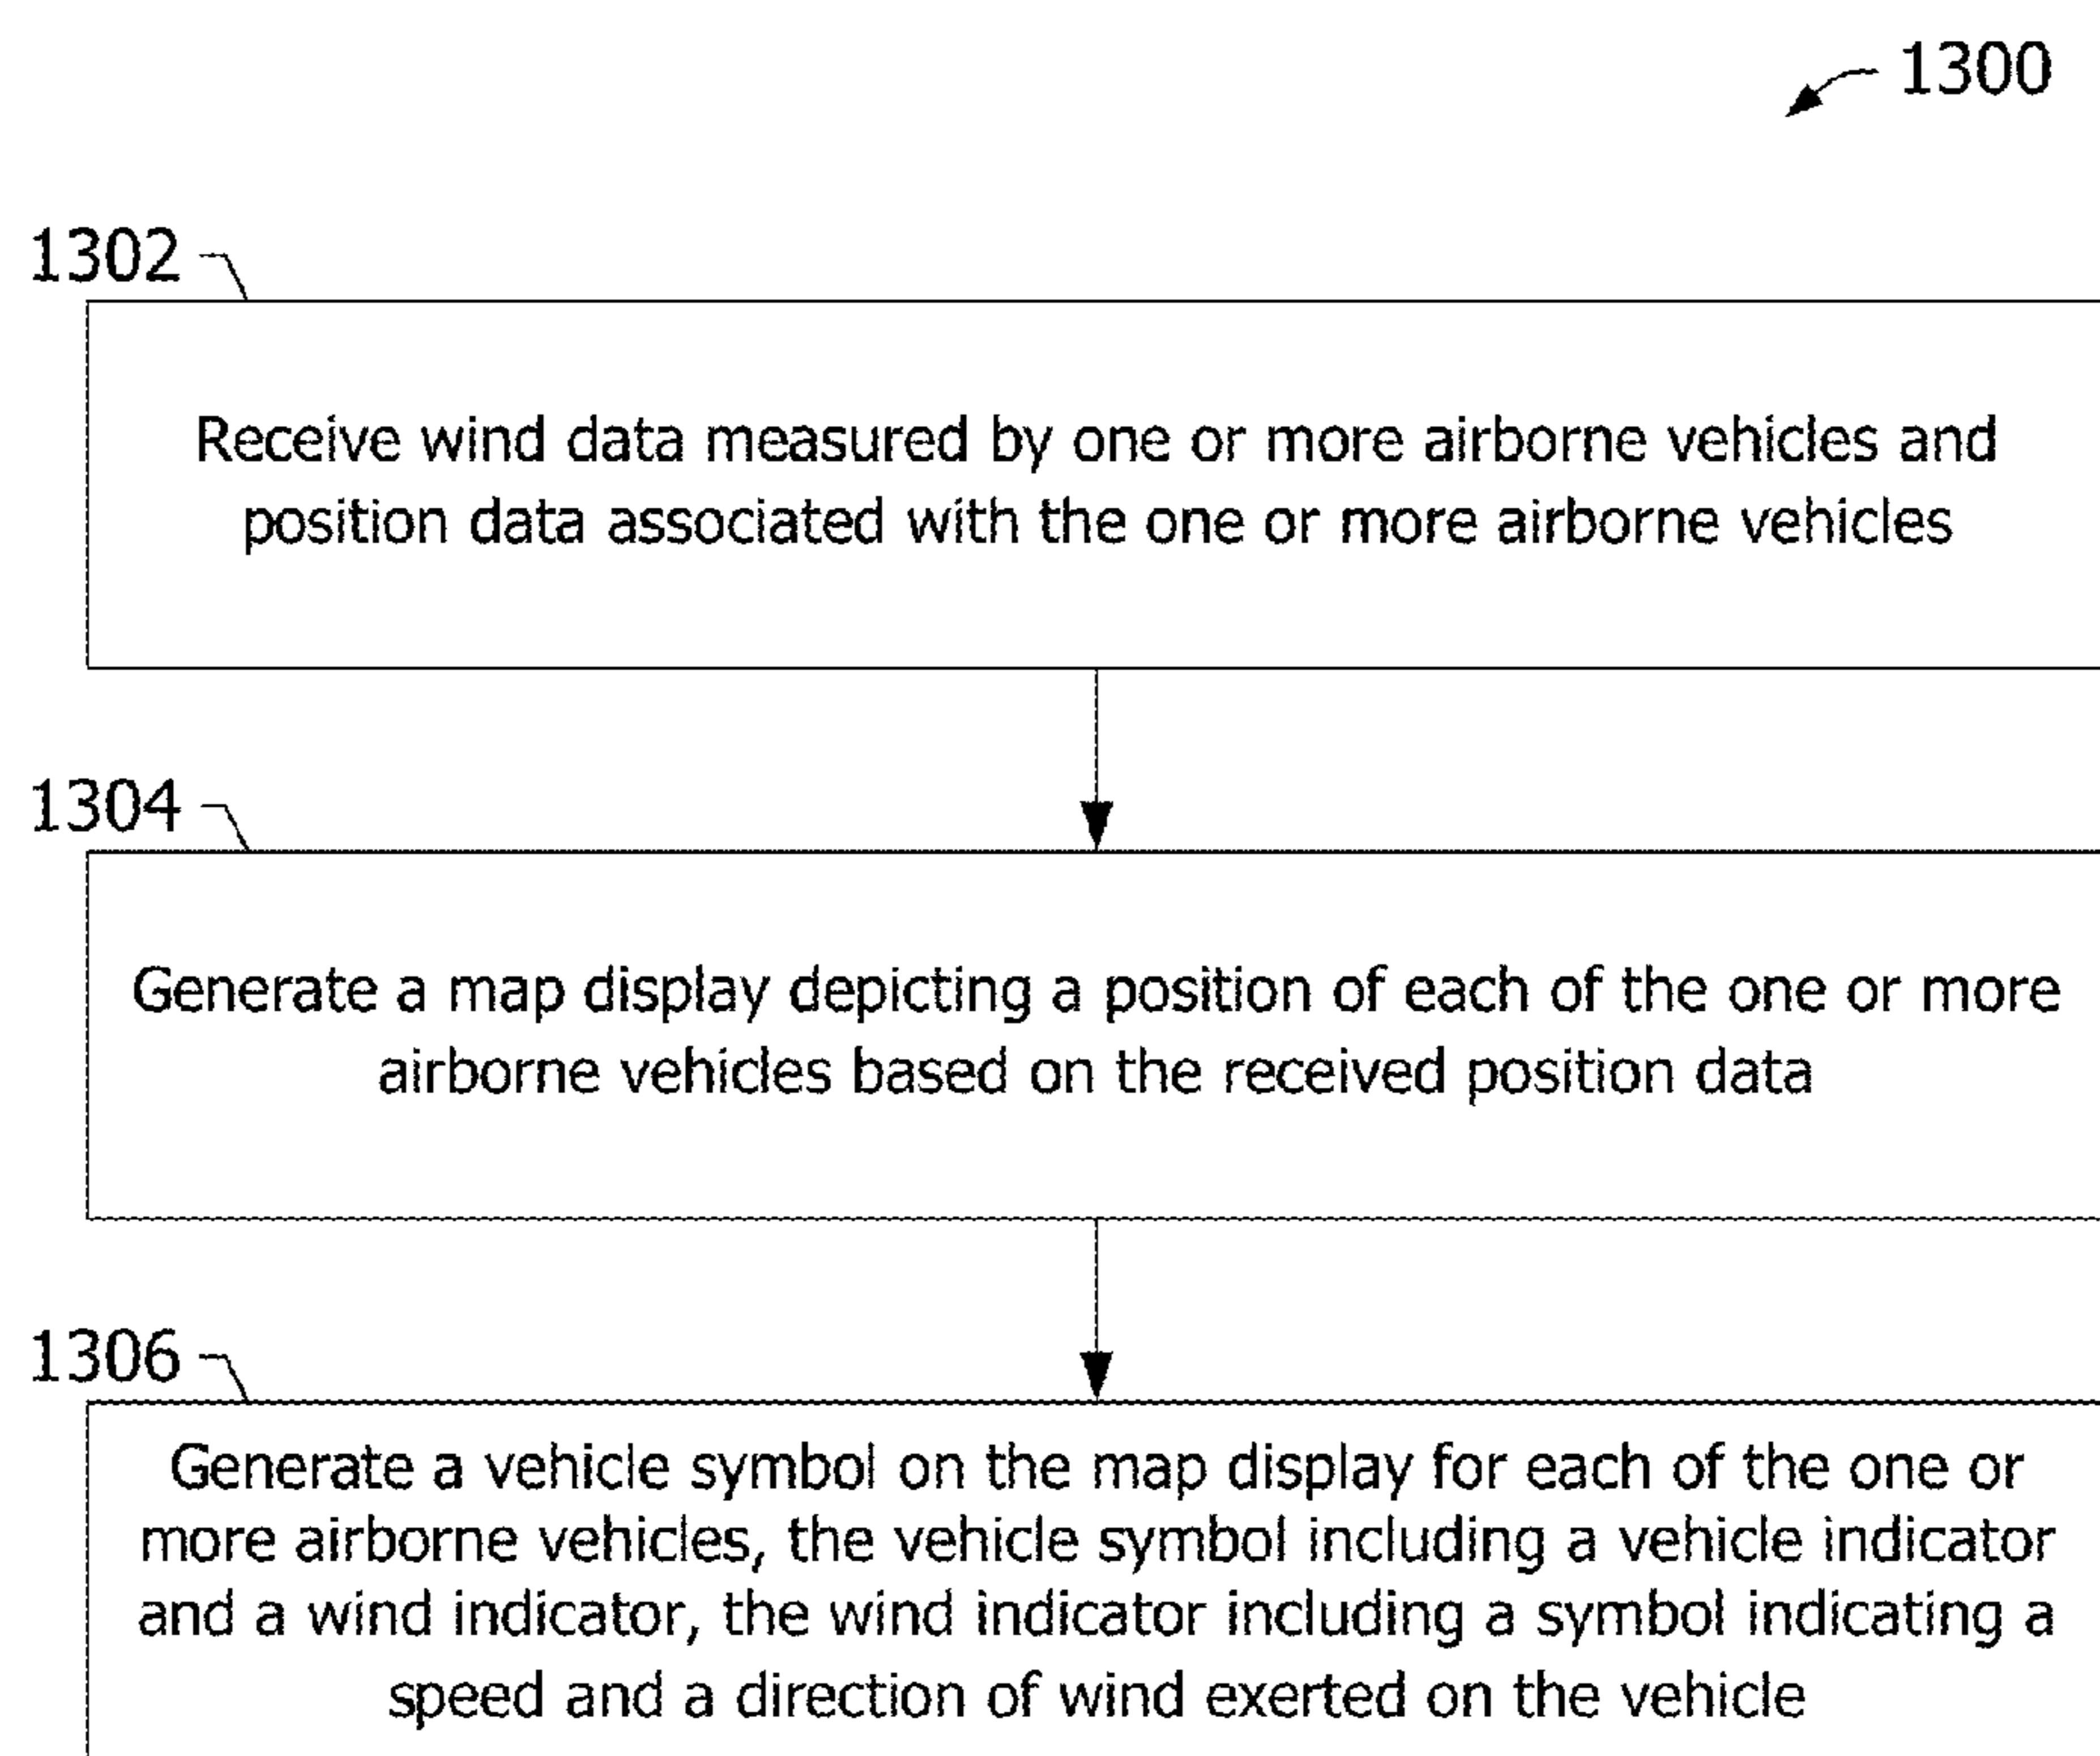 1300
1302
Receive wind data measured by one or more airborne vehicles and
position data associated with the one or more airborne vehicles
1304
Generate a map display depicting a position of each of the one or more
airborne vehicles based on the received position data
1306
Generate a vehicle symbol on the map display for each of the one or
more airborne vehicles, the vehicle symbol including a vehicle indicator
and a wind indicator, the wind indicator including a symbol indicating a
speed and a direction of wind exerted on the vehicle